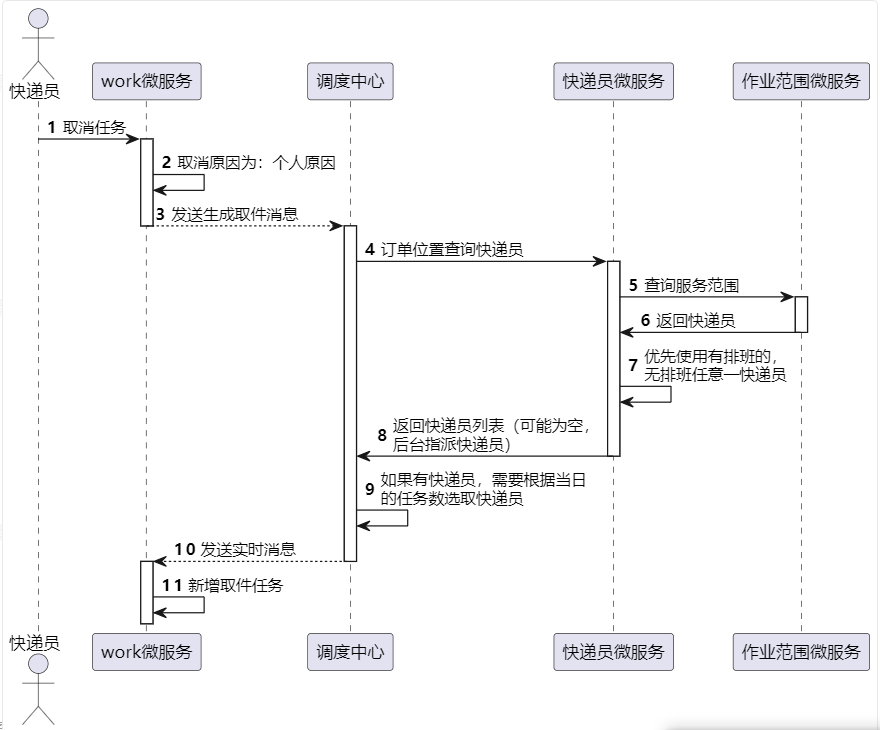 快递员
work微服务
调度中心
快递员微服务
作业范围微服务
1 取消任务
2 取消原因为：个人原因
3 发送生成取件消息
4 订单位置查询快递员
5 查询服务范围
6 返回快递员
7 优先使用有排班的，
无排班任意一快递员
8 返回快递员列表（可能为空，
后台指派快递员）
9 如果有快递员，需要根据当日
的任务数选取快递员
10 发送实时消息
11 新增取件任务
快递员
work微服务
调度中心
快递员微服务
作业范围微服务